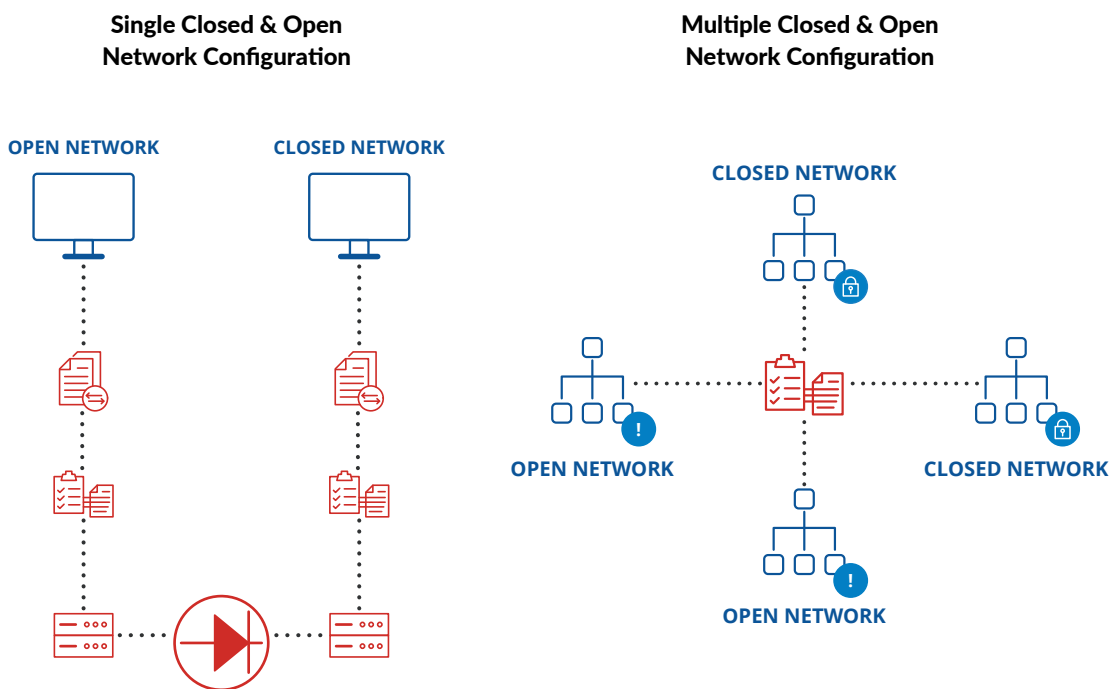 Single Closed & Open
Network Configuration
OPEN NETWORK
CLOSED NETWORK
Multiple Closed & Open
Network Configuration
CLOSED NETWORK
!
OPEN NETWORK
CLOSED NETWORK
!
OPEN NETWORK